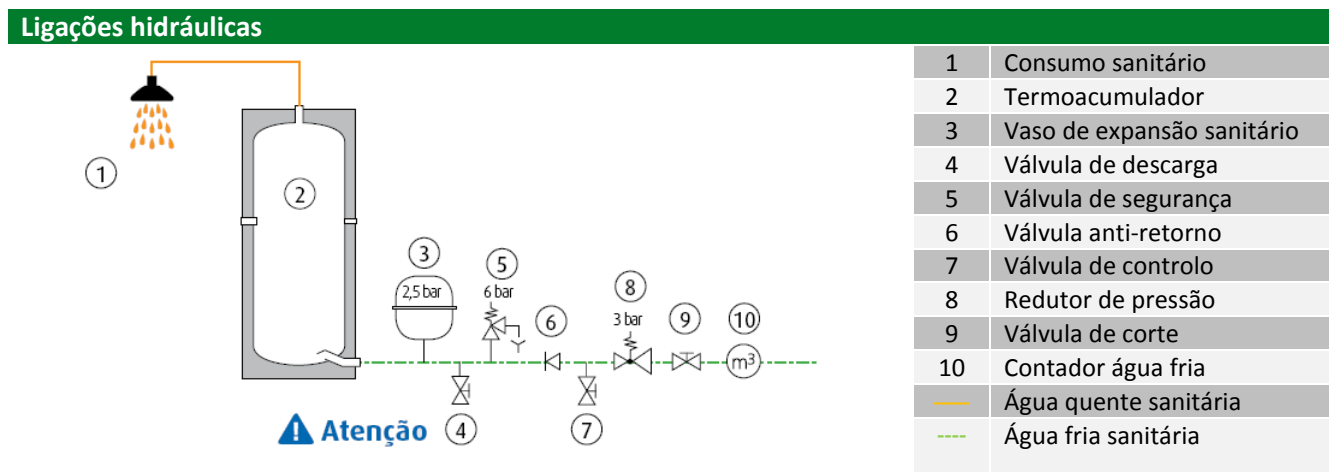 Ligações hidráulicas
1
2
3
2,5 bar
5
6 bar
6
8
3 bar
9
10
m³
4
7
Atenção
1 Consumo sanitário
2 Termoacumulador
3 Vaso de expansão sanitário
4 Válvula de descarga
5 Válvula de segurança
6 Válvula anti-retorno
7 Válvula de controlo
8 Redutor de pressão
9 Válvula de corte
10 Contador água fria
Água quente sanitária
Água fria sanitária